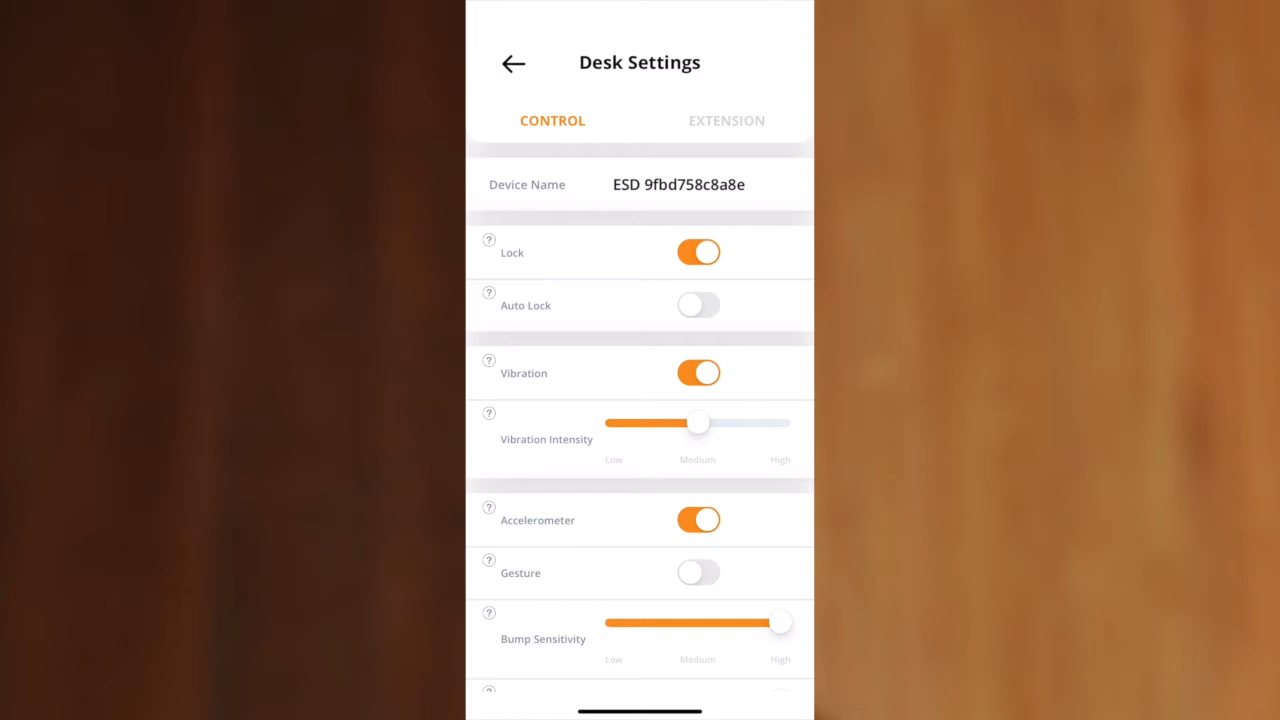 Desk Settings
CONTROL EXTENSION
Device Name ESD 9fbd758c8a8e
? Lock
? Auto Lock
? Vibration
? Vibration Intensity
Low Medium High
? Accelerometer
? Gesture
? Bump Sensitivity
Low Medium High
?